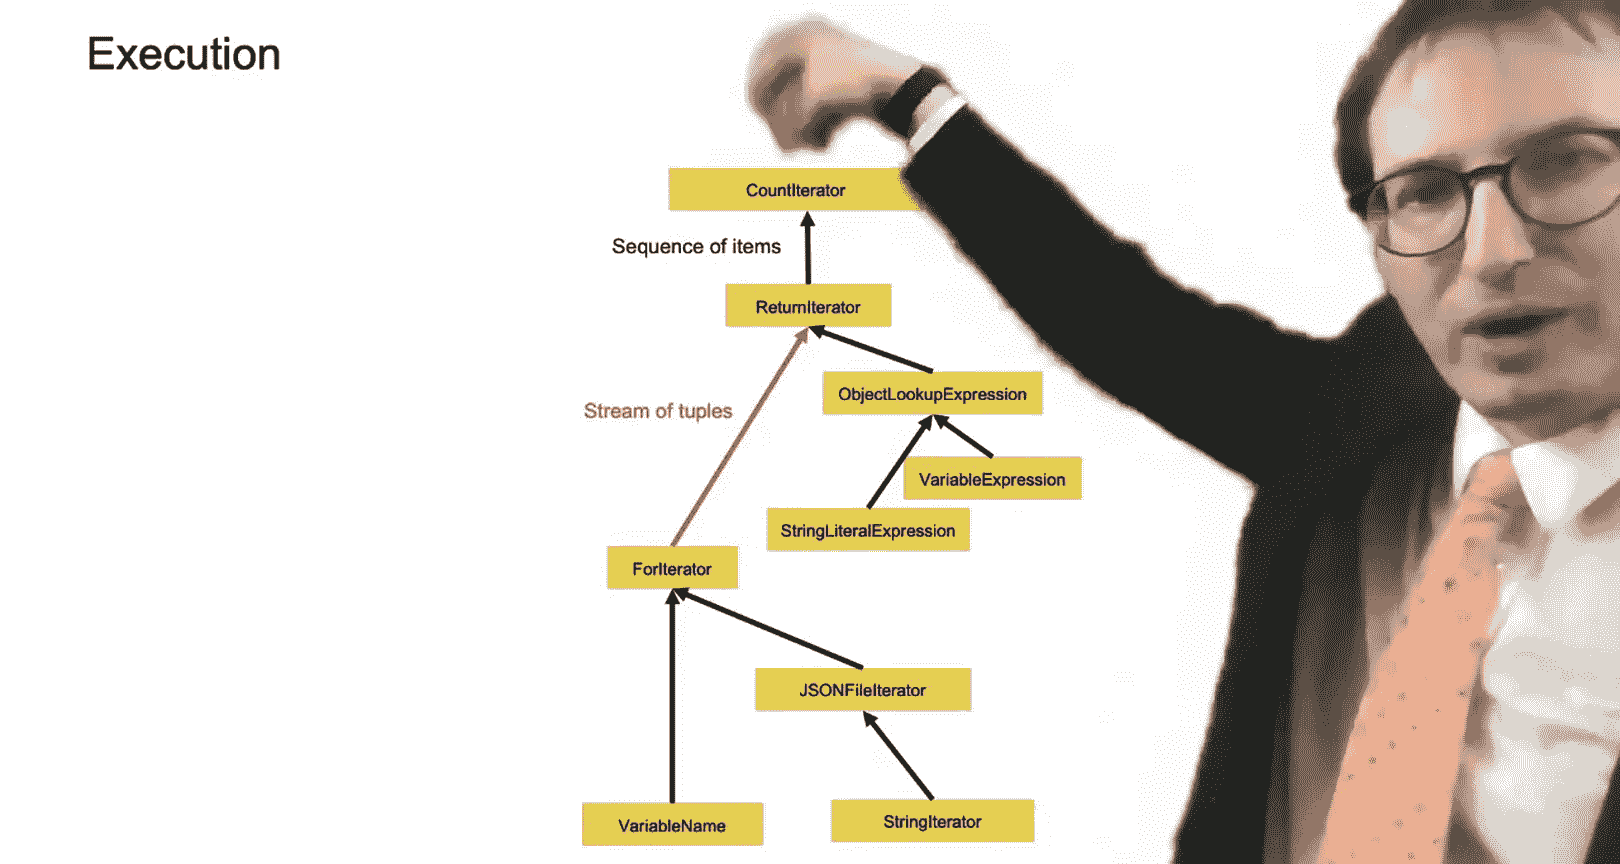 Execution
CountIterator
Sequence of items
ReturnIterator
ObjectLookupExpression
Stream of tuples
VariableExpression
StringLiteralExpression
ForIterator
JSONFileIterator
VariableName
StringIterator